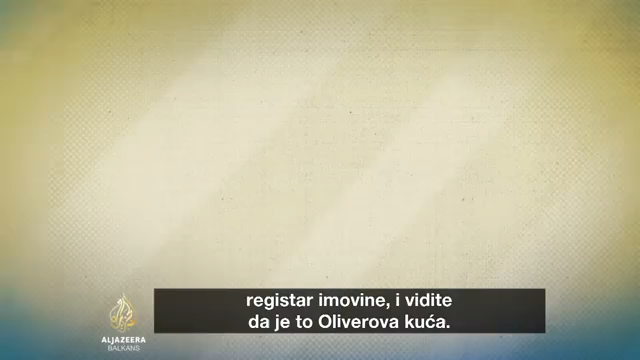 registar imovine, i vidite
da je to Oliverova kuća.
ALJAZEERA
BALKANS